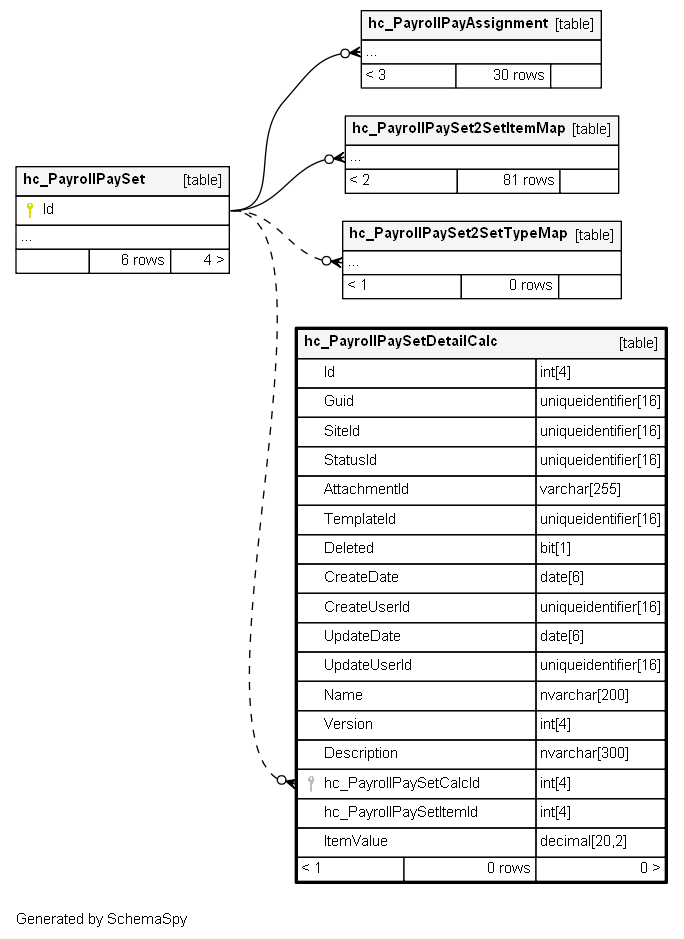 hc_PayrollPayAssignment [table]
...
< 3 30 rows
hc_PayrollPaySet2SetItemMap [table]
...
< 2 81 rows
hc_PayrollPaySet [table]
Id
...
6 rows 4 >
hc_PayrollPaySet2SetTypeMap [table]
...
< 1 0 rows
hc_PayrollPaySetDetailCalc [table]
Id int[4]
Guid uniqueidentifier[16]
SiteId uniqueidentifier[16]
StatusId uniqueidentifier[16]
AttachmentId varchar[255]
TemplateId uniqueidentifier[16]
Deleted bit[1]
CreateDate date[6]
CreateUserId uniqueidentifier[16]
UpdateDate date[6]
UpdateUserId uniqueidentifier[16]
Name nvarchar[200]
Version int[4]
Description nvarchar[300]
hc_PayrollPaySetCalcId int[4]
hc_PayrollPaySetItemId int[4]
ItemValue decimal[20,2]
< 1 0 rows 0 >
Generated by SchemaSpy